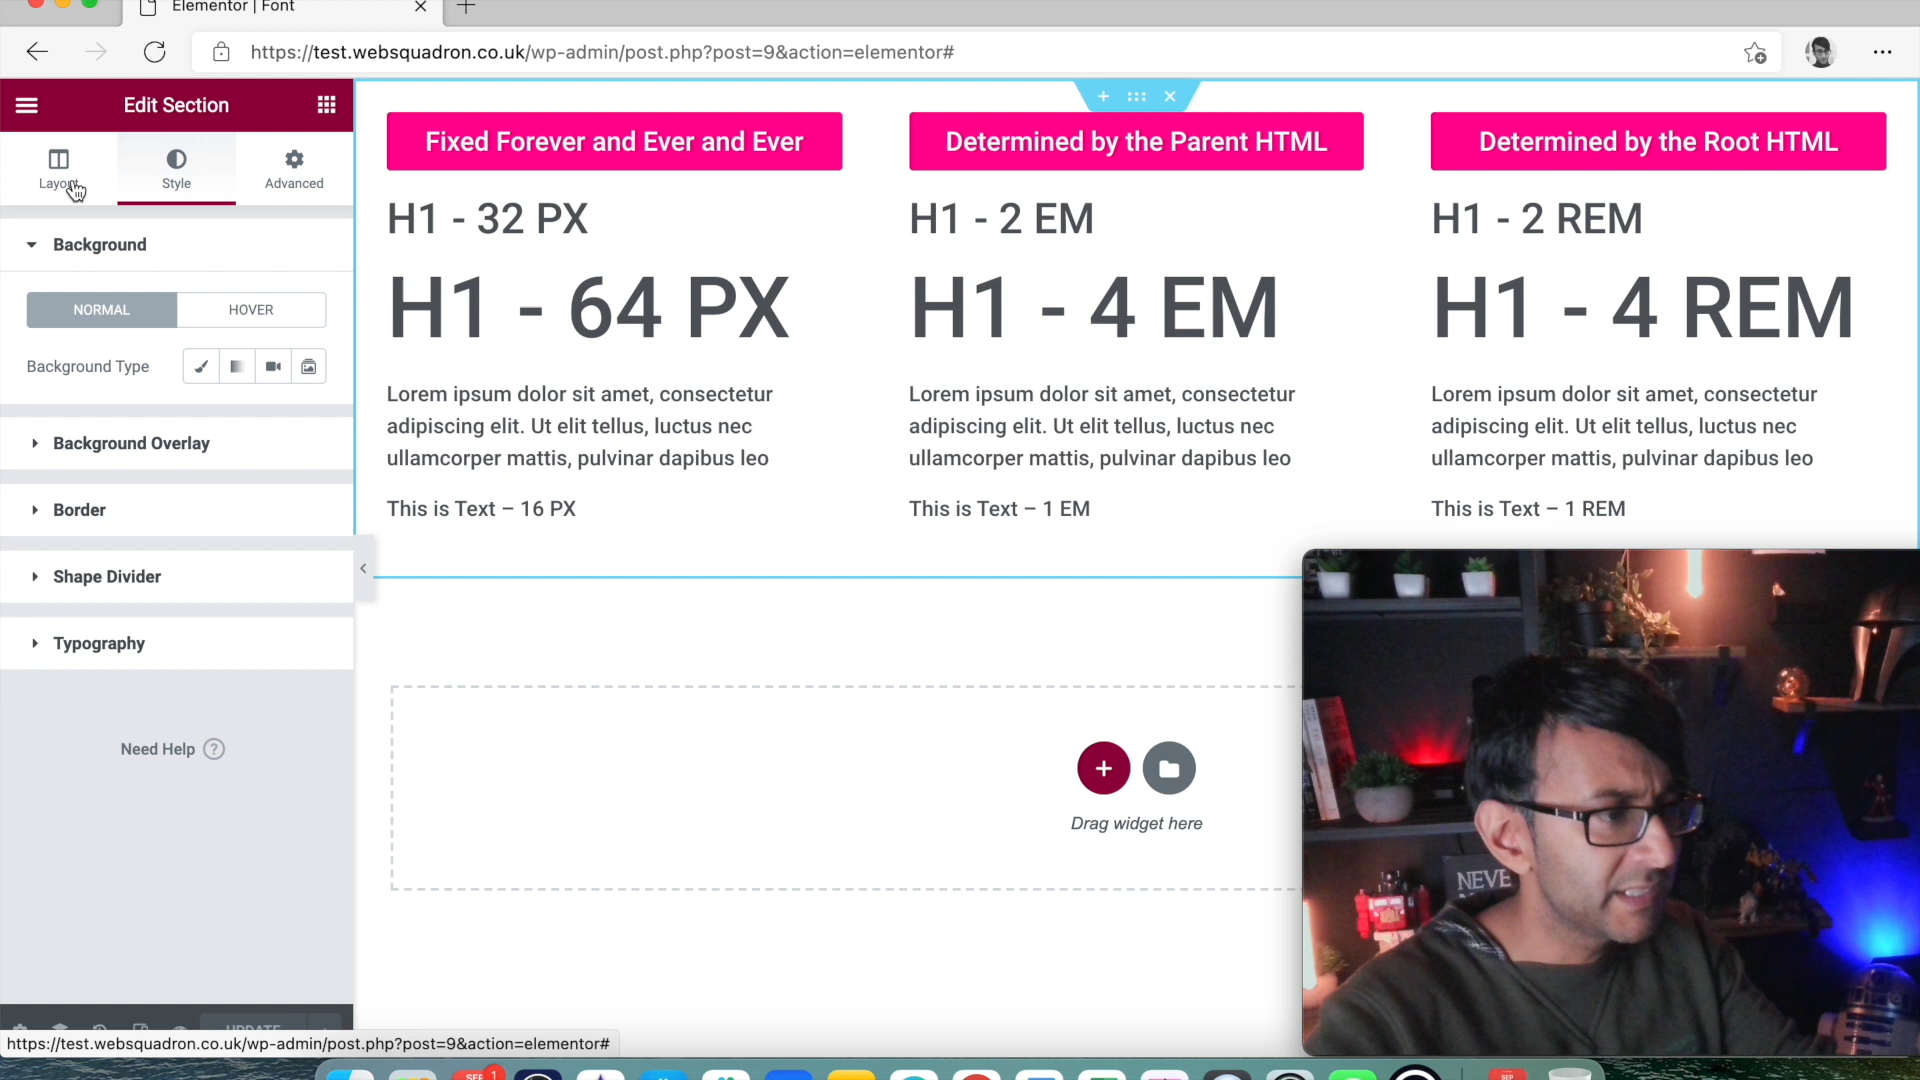 Elementor | Font
https://test.websquadron.co.uk/wp-admin/post.php?post=9&action=elementor#
Edit Section
Layout
Style
Advanced
Background
NORMAL
HOVER
Background Type
Background Overlay
Border
Shape Divider
Typography
Need Help ?
UPDATE
https://test.websquadron.co.uk/wp-admin/post.php?post=9&action=elementor#
Fixed Forever and Ever and Ever
H1 - 32 PX
H1 - 64 PX
Lorem ipsum dolor sit amet, consectetur
adipiscing elit. Ut elit tellus, luctus nec
ullamcorper mattis, pulvinar dapibus leo
This is Text – 16 PX
Determined by the Parent HTML
H1 - 2 EM
H1 - 4 EM
Lorem ipsum dolor sit amet, consectetur
adipiscing elit. Ut elit tellus, luctus nec
ullamcorper mattis, pulvinar dapibus leo
This is Text – 1 EM
Determined by the Root HTML
H1 - 2 REM
H1 - 4 REM
Lorem ipsum dolor sit amet, consectetur
adipiscing elit. Ut elit tellus, luctus nec
ullamcorper mattis, pulvinar dapibus leo
This is Text – 1 REM
Drag widget here
NEVE
SEP
1
SEP